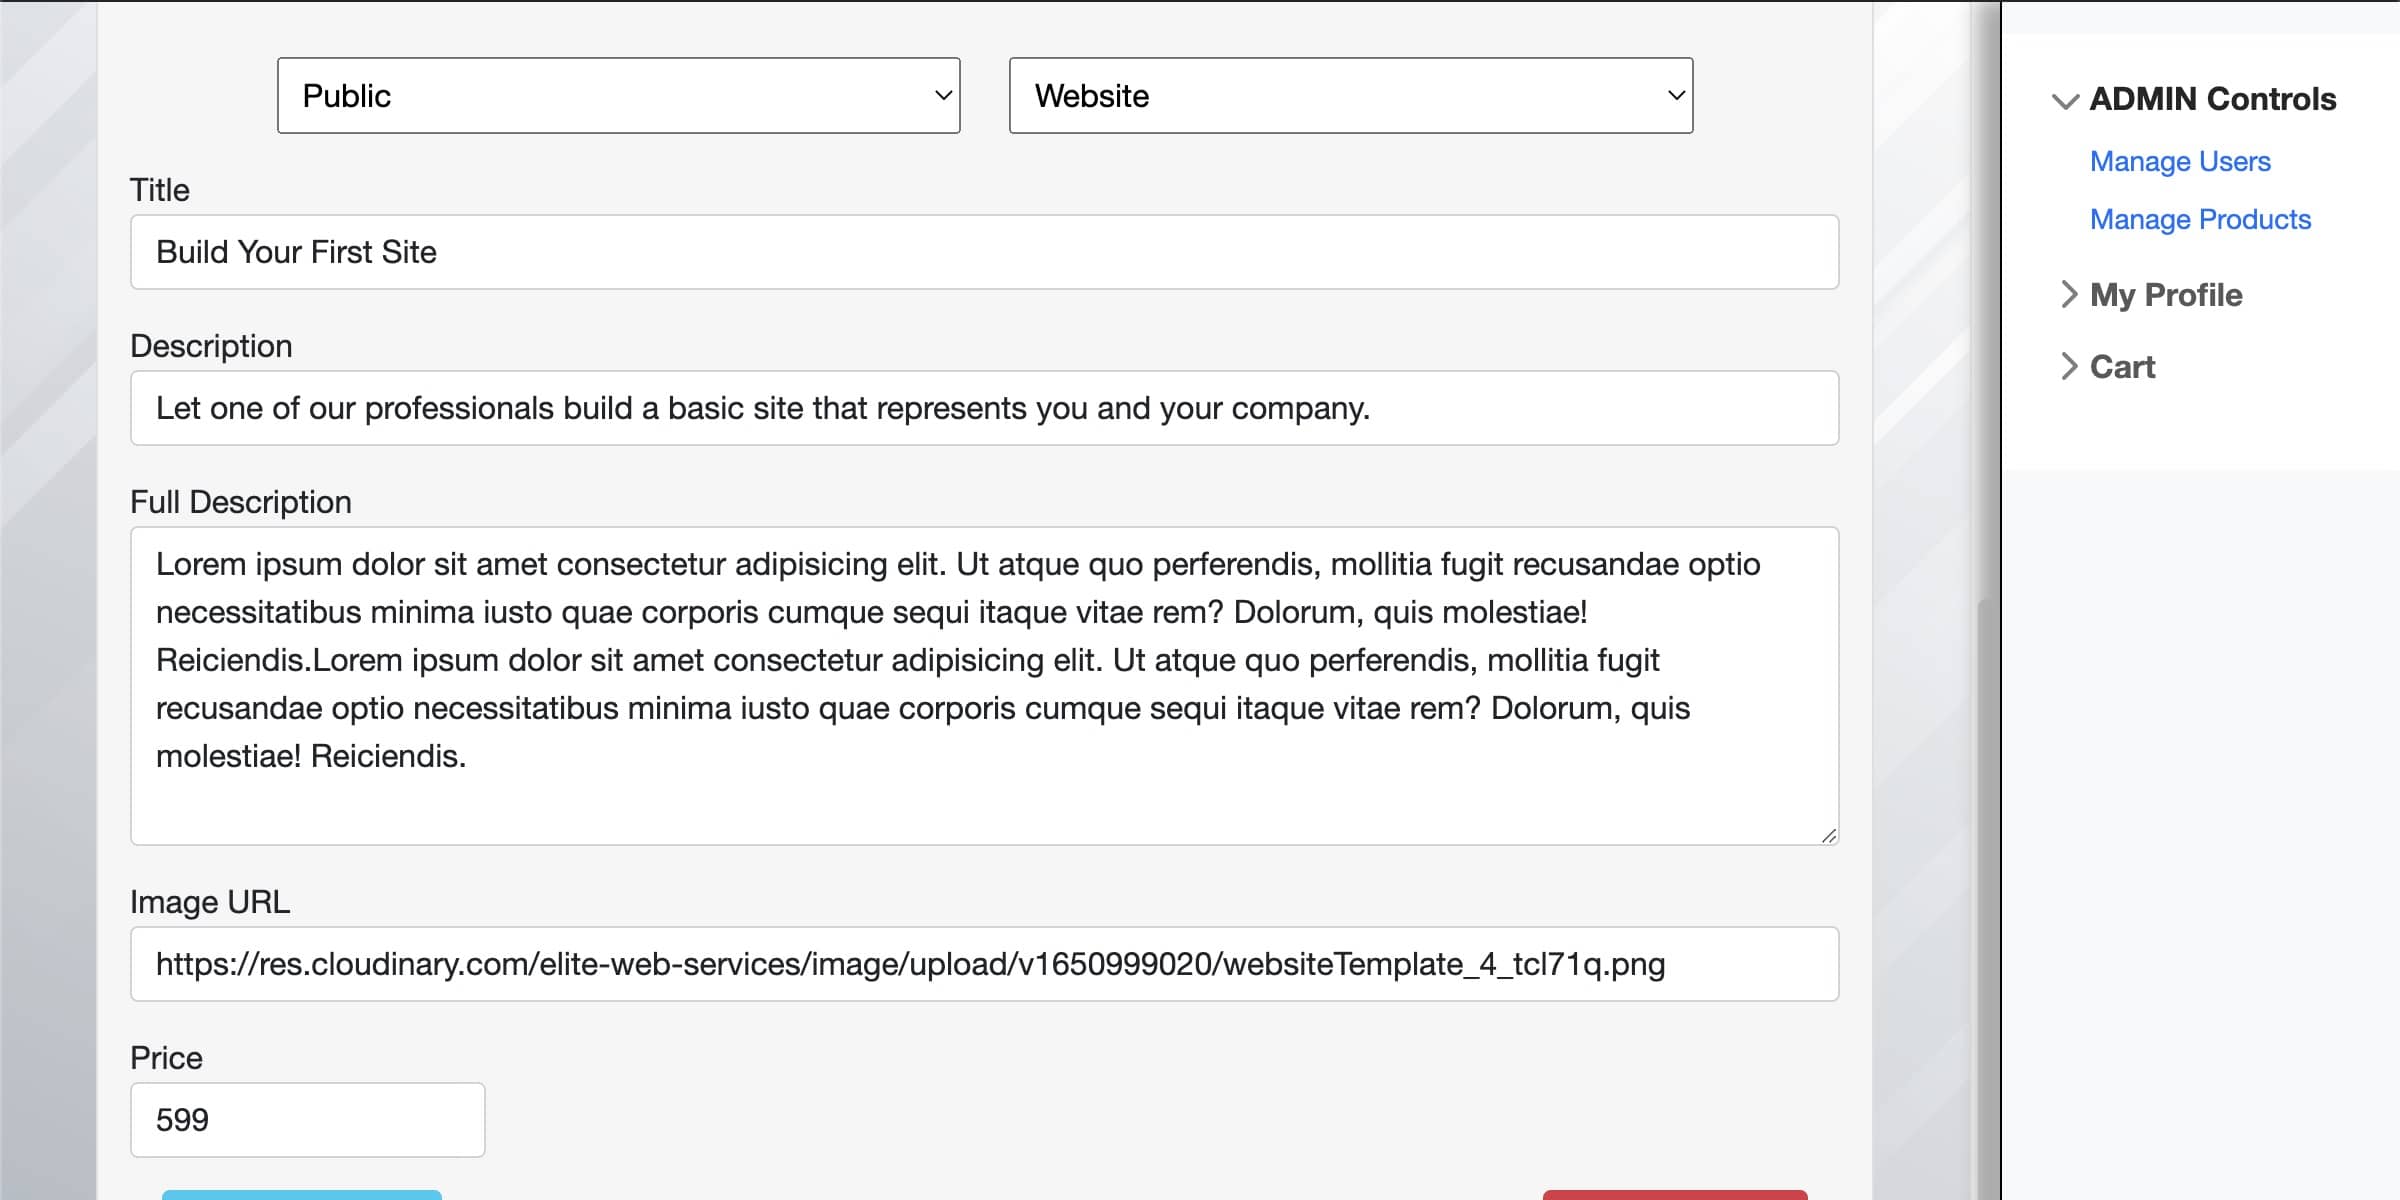 Public
Website
Title
Build Your First Site
Description
Let one of our professionals build a basic site that represents you and your company.
Full Description
Lorem ipsum dolor sit amet consectetur adipisicing elit. Ut atque quo perferendis, mollitia fugit recusandae optio
necessitatibus minima iusto quae corporis cumque sequi itaque vitae rem? Dolorum, quis molestiae!
Reiciendis.Lorem ipsum dolor sit amet consectetur adipisicing elit. Ut atque quo perferendis, mollitia fugit
recusandae optio necessitatibus minima iusto quae corporis cumque sequi itaque vitae rem? Dolorum, quis
molestiae! Reiciendis.
Image URL
https://res.cloudinary.com/elite-web-services/image/upload/v1650999020/websiteTemplate_4_tcl71q.png
Price
599
ADMIN Controls
Manage Users
Manage Products
My Profile
Cart